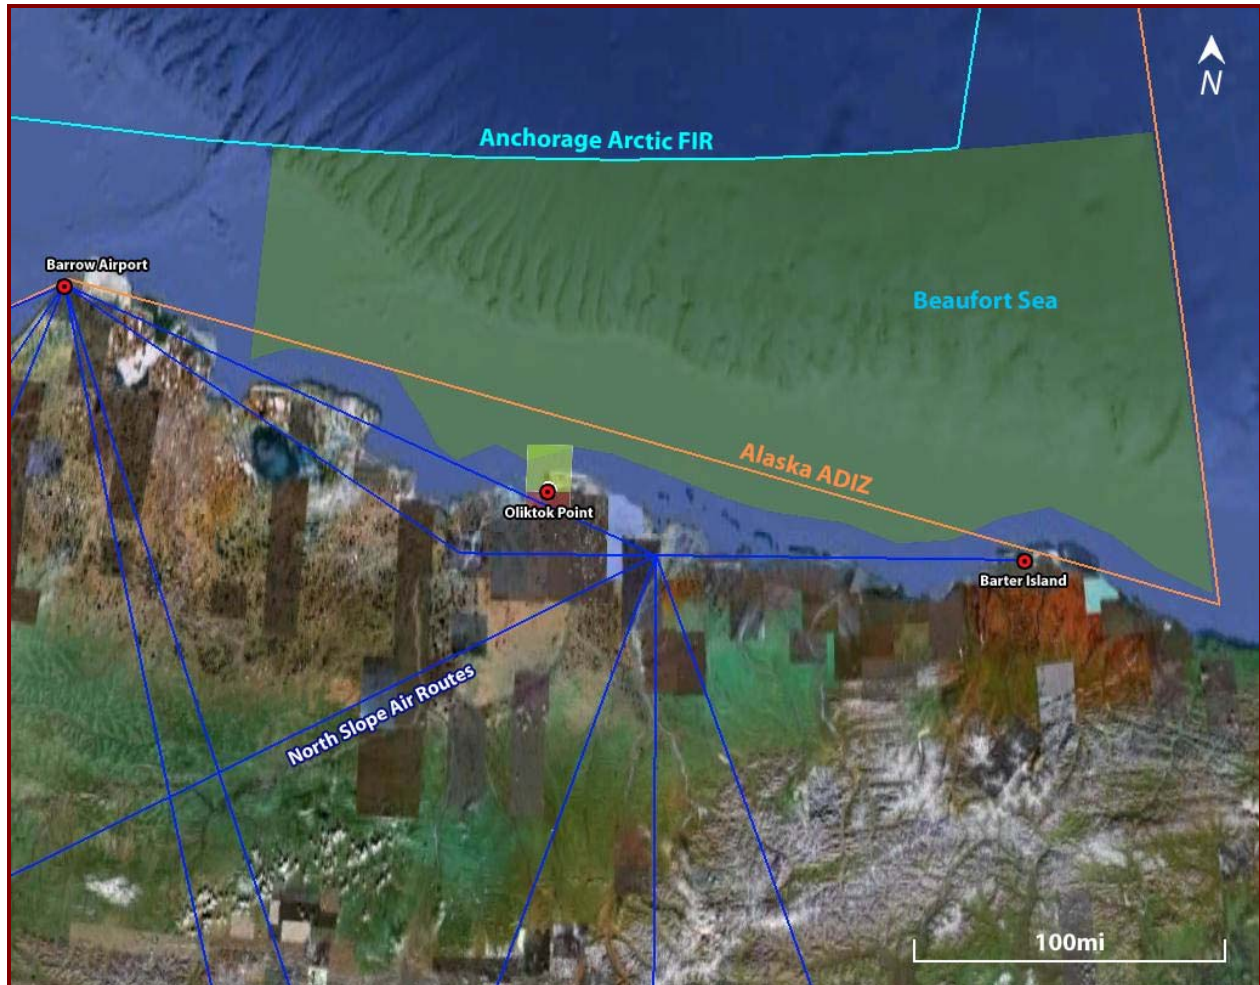 N
Anchorage Arctic FIR
Barrow Airport
Beaufort Sea
Alaska ADIZ
Oliktok Point
Barter Island
North Slope Air Routes
100mi